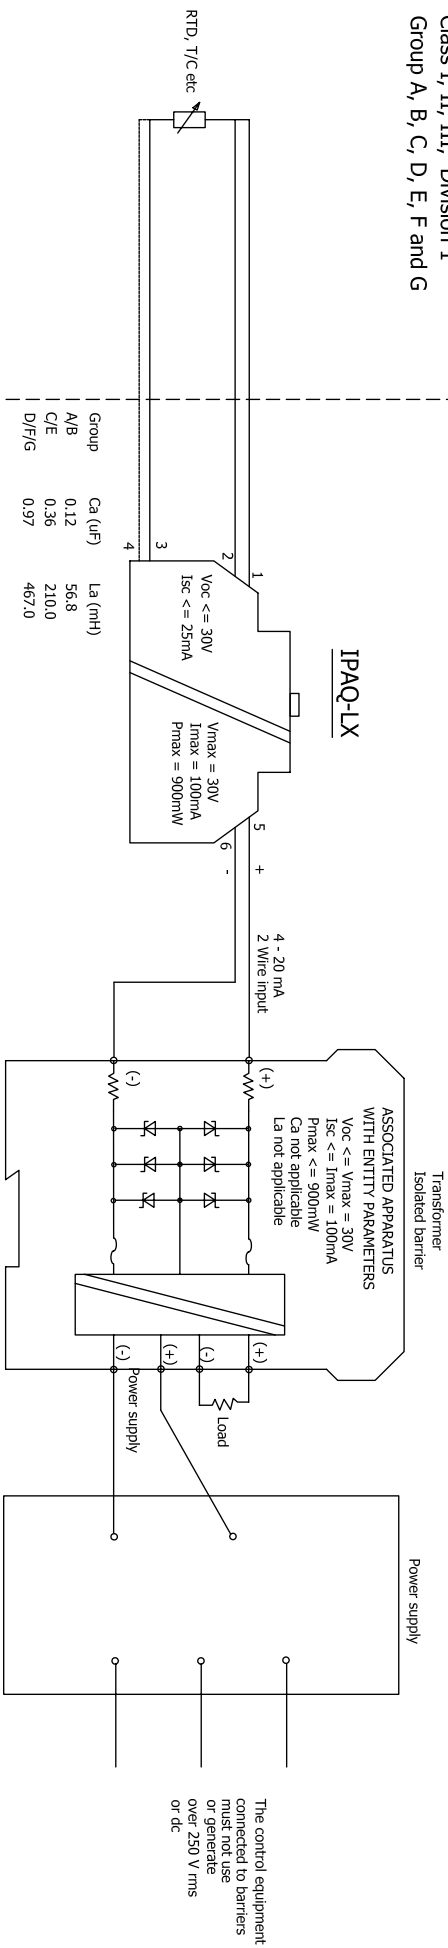 Class I, II, III, Division 1
Group A, B, C, D, E, F and G
RTD, T/C etc
Group Ca (uF) La (mH)
A/B 0.12 56.8
C/E 0.36 210.0
D/F/G 0.97 467.0
IPAQ-LX
1
2
3
4
Voc <= 30V
Isc <= 25mA
Vmax = 30V
Imax = 100mA
Pmax = 900mW
5
6
+
-
4 - 20 mA
2 Wire input
Transformer
Isolated barrier
ASSOCIATED APPARATUS
WITH ENTITY PARAMETERS
Voc <= Vmax = 30V
Isc <= Imax = 100mA
Pmax <= 900mW
Ca not applicable
La not applicable
(+)
(-)
(+)
(-)
(+)
(-)
Load
Power supply
Power supply
The control equipment
connected to barriers
must not use
or generate
over 250 V rms
or dc